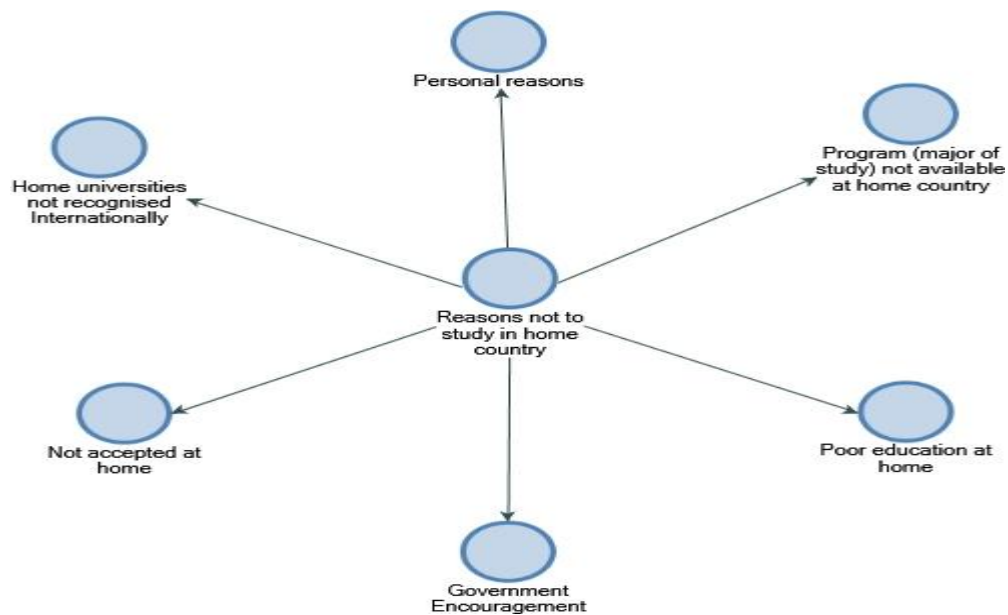 Personal reasons
Program (major of
study) not available
at home country
Home universities
not recognised
Internationally
Reasons not to
study in home
country
Not accepted at
home
Poor education at
home
Government
Encouragement